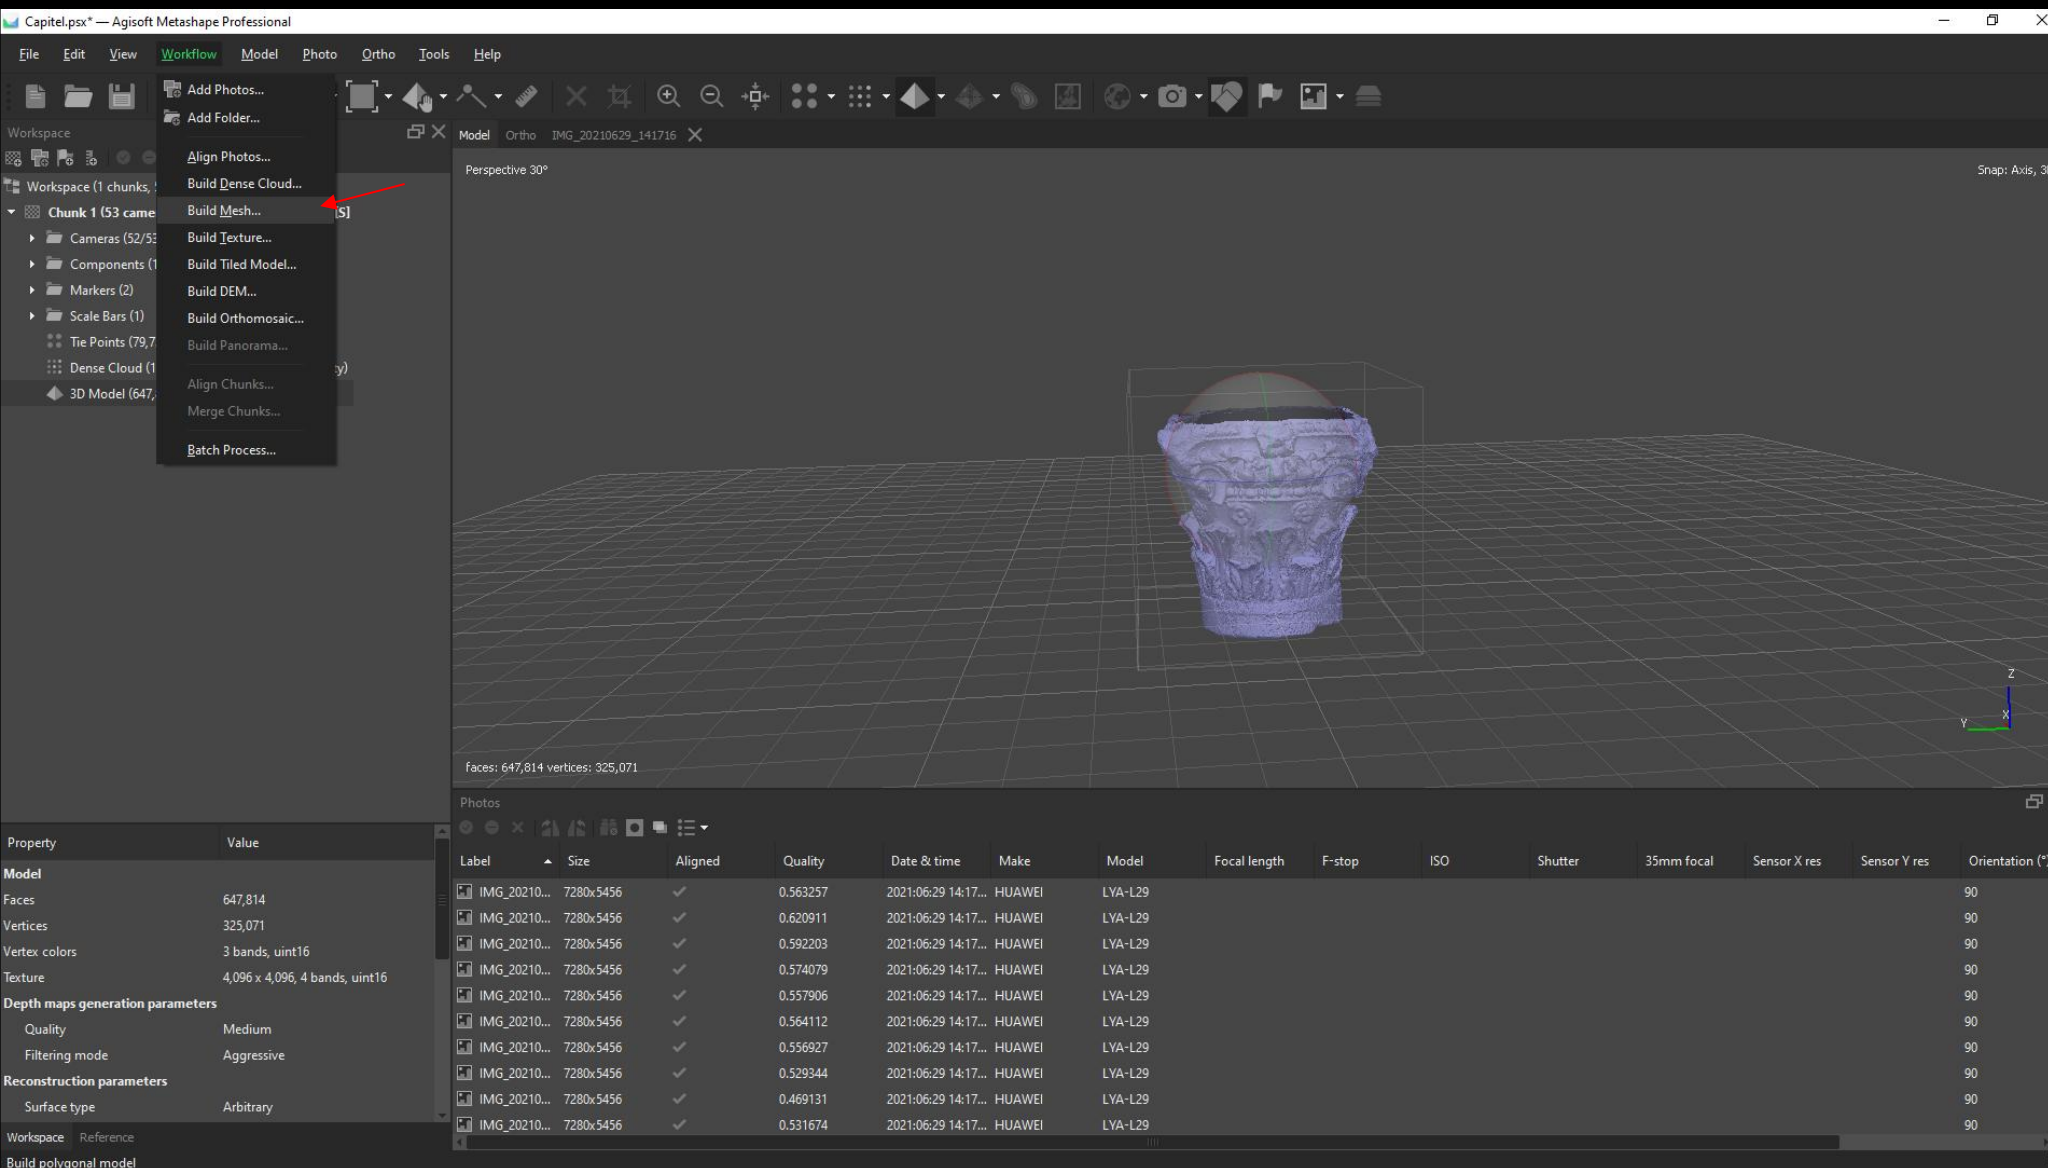 Capitel.psx* — Agisoft Metashape Professional
File Edit View Workflow Model Photo Ortho Tools Help
Add Photos...
Add Folder...
Align Photos...
Build Dense Cloud...
Build Mesh...
Build Texture...
Build Tiled Model...
Build DEM...
Build Orthomosaic...
Build Panorama...
Align Chunks...
Merge Chunks...
Batch Process...
Workspace
Workspace (1 chunks,
Chunk 1 (53 came S]
Cameras (52/53
Components (1
Markers (2)
Scale Bars (1)
Tie Points (79,7
Dense Cloud (1 ty)
3D Model (647,
Model Ortho IMG_20210629_141716
Perspective 30°
Snap: Axis, 3
Z
X
Y
faces: 647,814 vertices: 325,071
Property Value
Model
Faces 647,814
Vertices 325,071
Vertex colors 3 bands, uint16
Texture 4,096 x 4,096, 4 bands, uint16
Depth maps generation parameters
Quality Medium
Filtering mode Aggressive
Reconstruction parameters
Surface type Arbitrary
Workspace Reference
Build polygonal model
Photos
Label Size Aligned Quality Date & time Make Model Focal length F-stop ISO Shutter 35mm focal Sensor X res Sensor Y res Orientation (°)
IMG_20210... 7280x5456 0.563257 2021:06:29 14:17... HUAWEI LYA-L29 90
IMG_20210... 7280x5456 0.620911 2021:06:29 14:17... HUAWEI LYA-L29 90
IMG_20210... 7280x5456 0.592203 2021:06:29 14:17... HUAWEI LYA-L29 90
IMG_20210... 7280x5456 0.574079 2021:06:29 14:17... HUAWEI LYA-L29 90
IMG_20210... 7280x5456 0.557906 2021:06:29 14:17... HUAWEI LYA-L29 90
IMG_20210... 7280x5456 0.564112 2021:06:29 14:17... HUAWEI LYA-L29 90
IMG_20210... 7280x5456 0.556927 2021:06:29 14:17... HUAWEI LYA-L29 90
IMG_20210... 7280x5456 0.529344 2021:06:29 14:17... HUAWEI LYA-L29 90
IMG_20210... 7280x5456 0.469131 2021:06:29 14:17... HUAWEI LYA-L29 90
IMG_20210... 7280x5456 0.531674 2021:06:29 14:17... HUAWEI LYA-L29 90